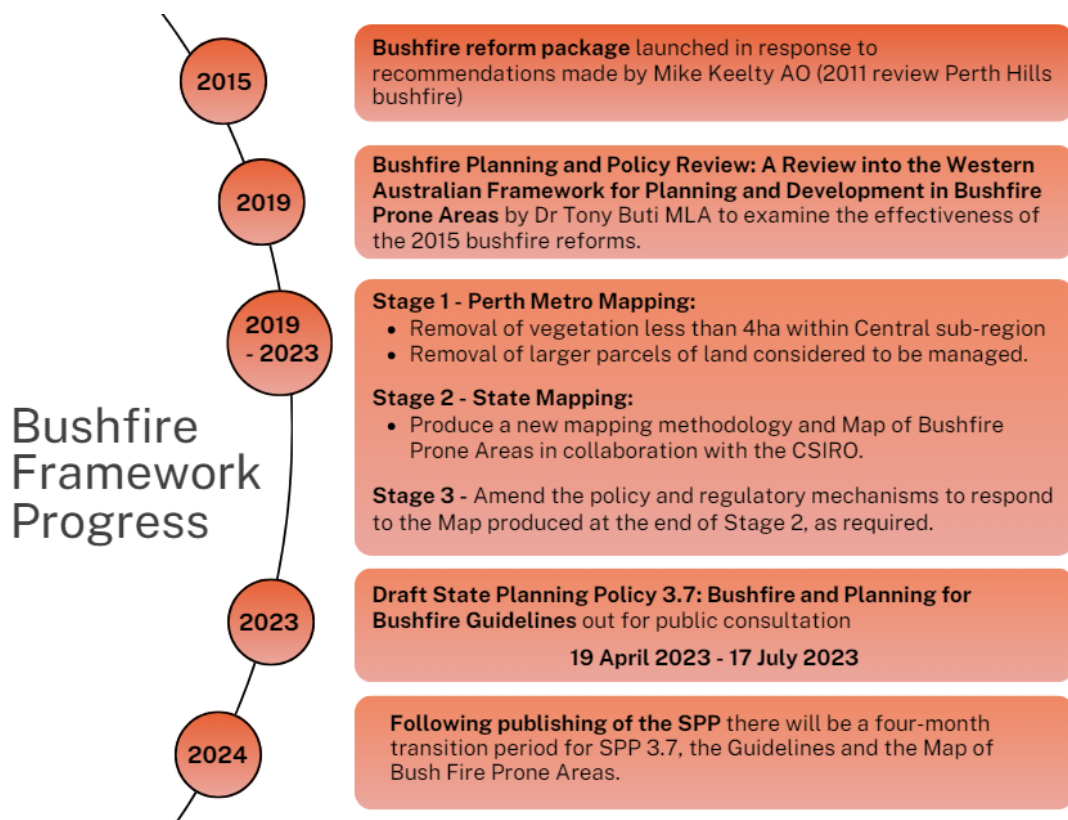 Bushfire
Framework
Progress
2015
Bushfire reform package launched in response to
recommendations made by Mike Keelty AO (2011 review Perth Hills
bushfire)
2019
Bushfire Planning and Policy Review: A Review into the Western
Australian Framework for Planning and Development in Bushfire
Prone Areas by Dr Tony Buti MLA to examine the effectiveness of
the 2015 bushfire reforms.
2019
- 2023
Stage 1 - Perth Metro Mapping:
• Removal of vegetation less than 4ha within Central sub-region
• Removal of larger parcels of land considered to be managed.
Stage 2 - State Mapping:
• Produce a new mapping methodology and Map of Bushfire
Prone Areas in collaboration with the CSIRO.
Stage 3 - Amend the policy and regulatory mechanisms to respond
to the Map produced at the end of Stage 2, as required.
2023
Draft State Planning Policy 3.7: Bushfire and Planning for
Bushfire Guidelines out for public consultation
19 April 2023 - 17 July 2023
2024
Following publishing of the SPP there will be a four-month
transition period for SPP 3.7, the Guidelines and the Map of
Bush Fire Prone Areas.